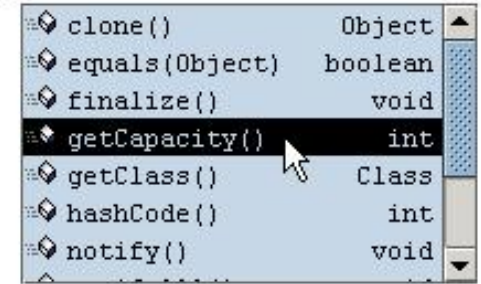 clone() Object
equals(Object) boolean
finalize() void
getCapacity() int
getClass() Class
hashCode() int
notify() void